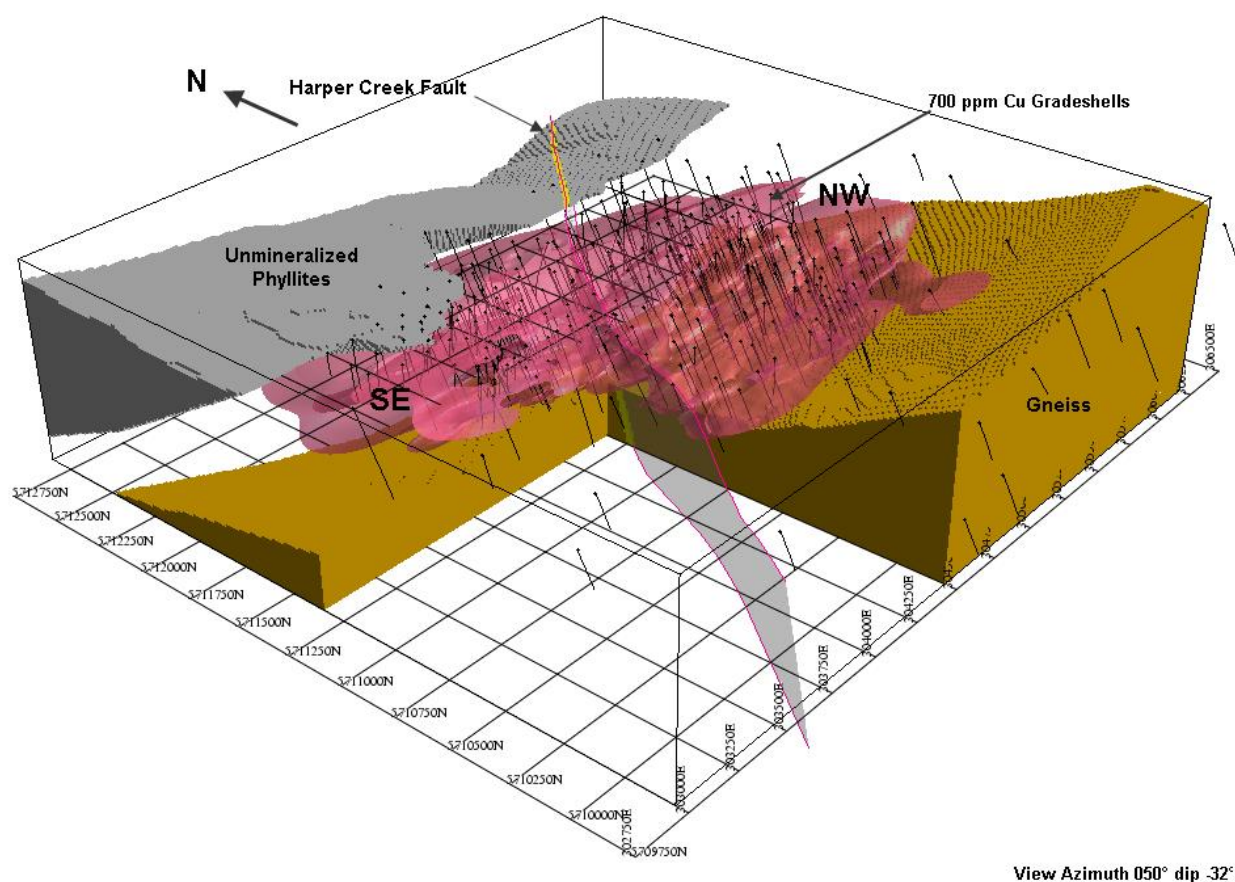 N
Harper Creek Fault
700 ppm Cu Gradeshells
NW
Unmineralized
Phyllites
SE
Gneiss
5712750N
5712500N
5712250N
5712000N
5711750N
5711500N
5711250N
5711000N
5710750N
5710500N
5710250N
5710000N
5709750N
302750E
303000E
303250E
303500E
303750E
304000E
304250E
306500E
View Azimuth 050° dip -32°